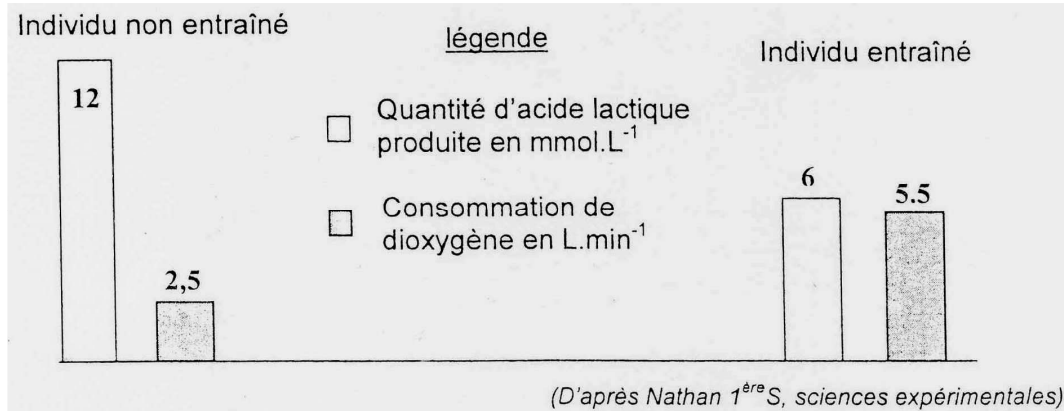 Individu non entraîné
12
2,5
légende
Quantité d'acide lactique
produite en mmol.L⁻¹
Consommation de
dioxygène en L.min⁻¹
Individu entraîné
6
5.5
(D'après Nathan 1ère S, sciences expérimentales)